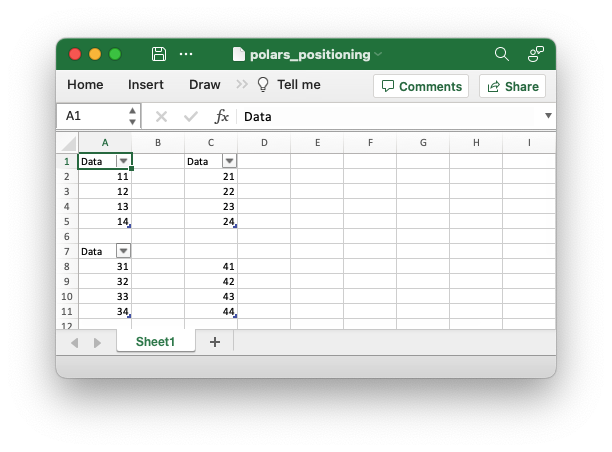 polars_positioning
Home Insert Draw Tell me Comments Share
A1 fx Data
A B C D E F G H I
1 Data Data
2 11 21
3 12 22
4 13 23
5 14 24
6
7 Data
8 31 41
9 32 42
10 33 43
11 34 44
12
Sheet1